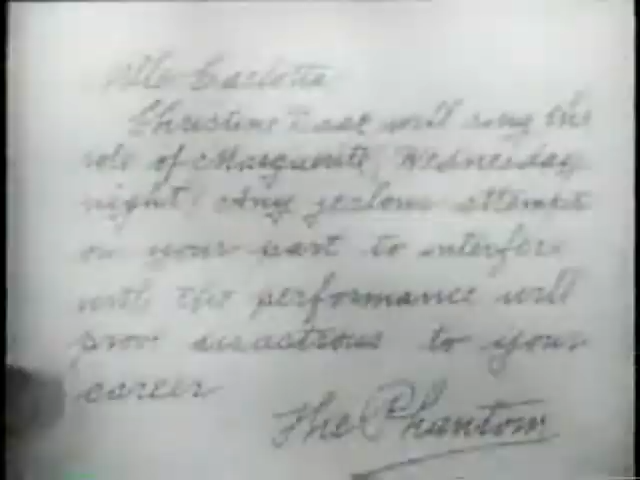 Mlle Carlotta
Christine Daae will sing the
role of Marguerite, Wednesday
night! Any jealous attempt
on your part to interfere
with the performance will
prov disastrous to your
career
The Phantom